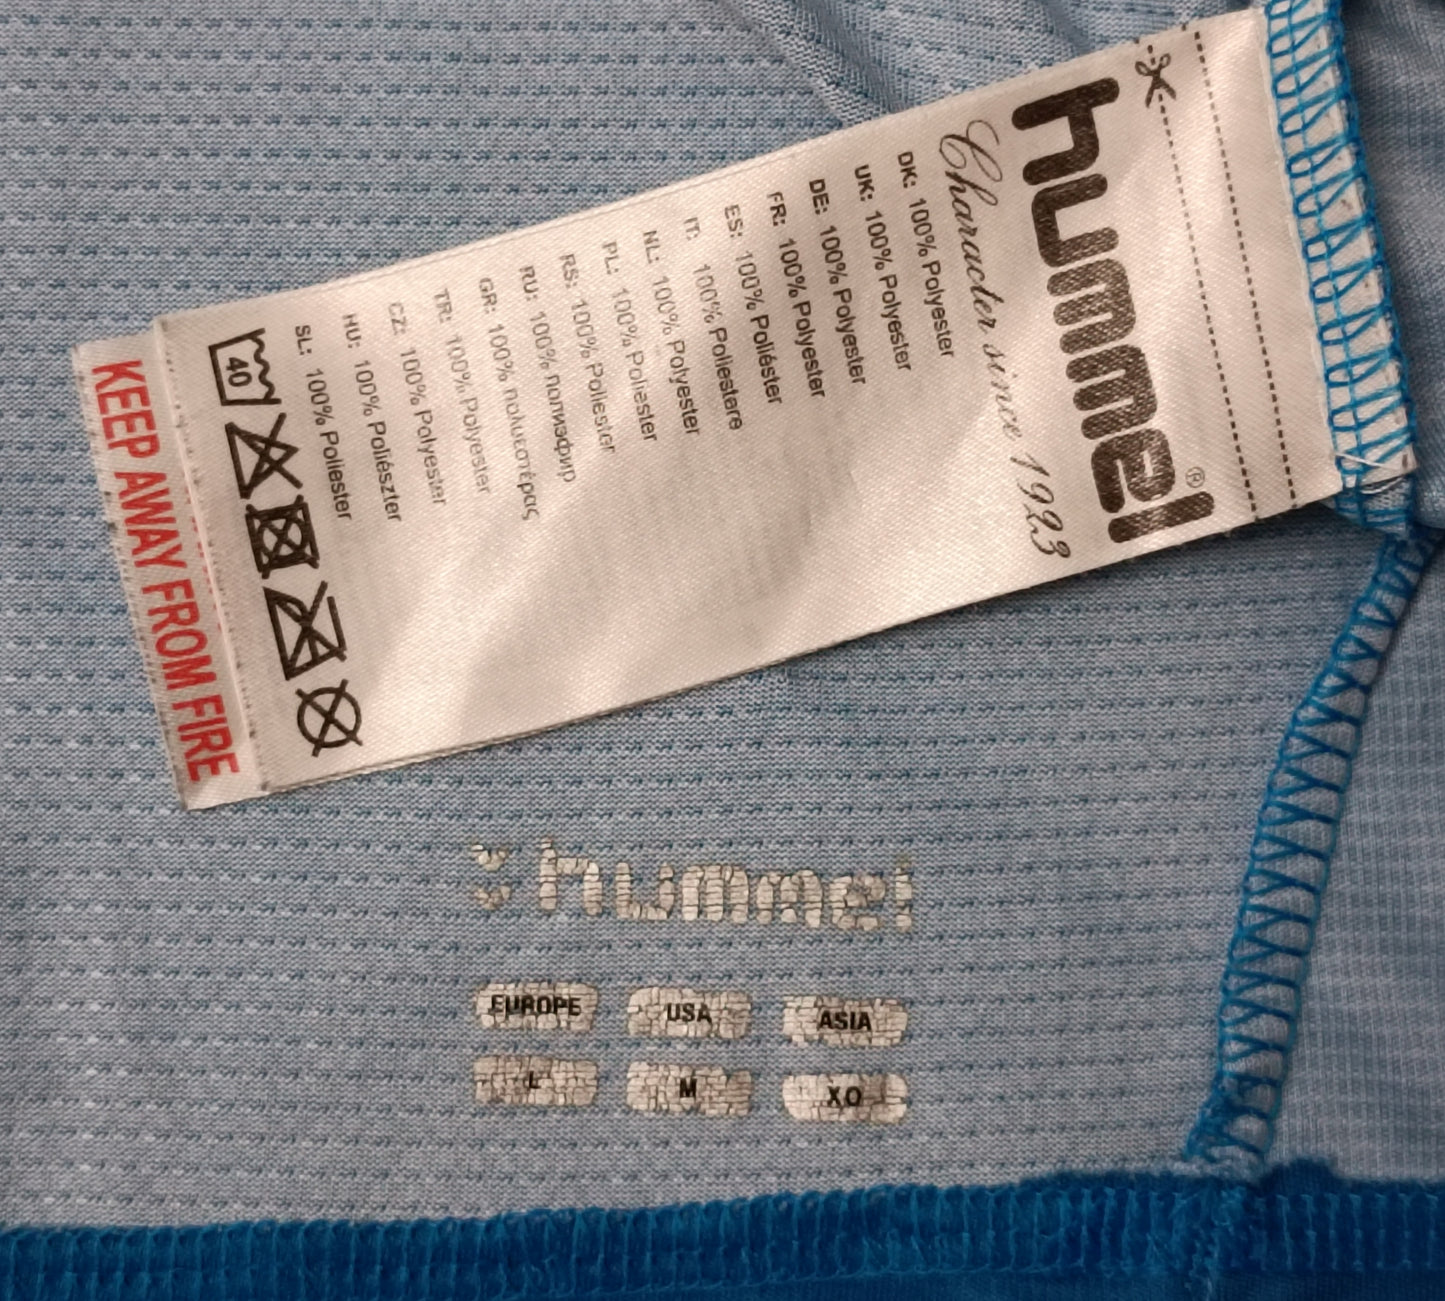 hummel®
Character since 1923
DK: 100% Polyester
UK: 100% Polyester
DE: 100% Polyester
FR: 100% Polyester
ES: 100% Poliéster
IT: 100% Poliestere
NL: 100% Polyester
PL: 100% Poliester
RS: 100% Poliester
RU: 100% полиэфир
GR: 100% πολυεστέρας
TR: 100% Polyester
CZ: 100% Polyester
HU: 100% Poliészter
SL: 100% Poliester
40
KEEP AWAY FROM FIRE
hummel
EUROPE USA ASIA
L M XO